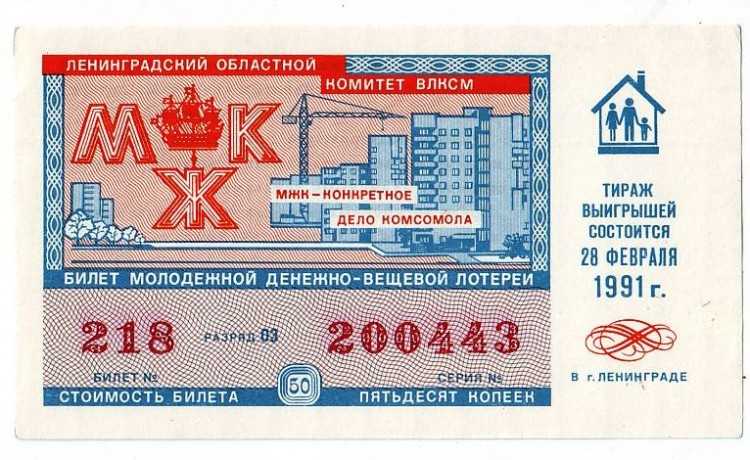 ЛЕНИНГРАДСКИЙ ОБЛАСТНОЙ
КОМИТЕТ ВЛКСМ
М К
Ж
МЖК–КОНКРЕТНОЕ
ДЕЛО КОМСОМОЛА
БИЛЕТ МОЛОДЕЖНОЙ ДЕНЕЖНО-ВЕЩЕВОЙ ЛОТЕРЕИ
218 РАЗРЯД 03 200443
БИЛЕТ № СЕРИЯ №
СТОИМОСТЬ БИЛЕТА 50 ПЯТЬДЕСЯТ КОПЕЕК
ТИРАЖ
ВЫИГРЫШЕЙ
СОСТОИТСЯ
28 ФЕВРАЛЯ
1991 г.
В г. ЛЕНИНГРАДЕ